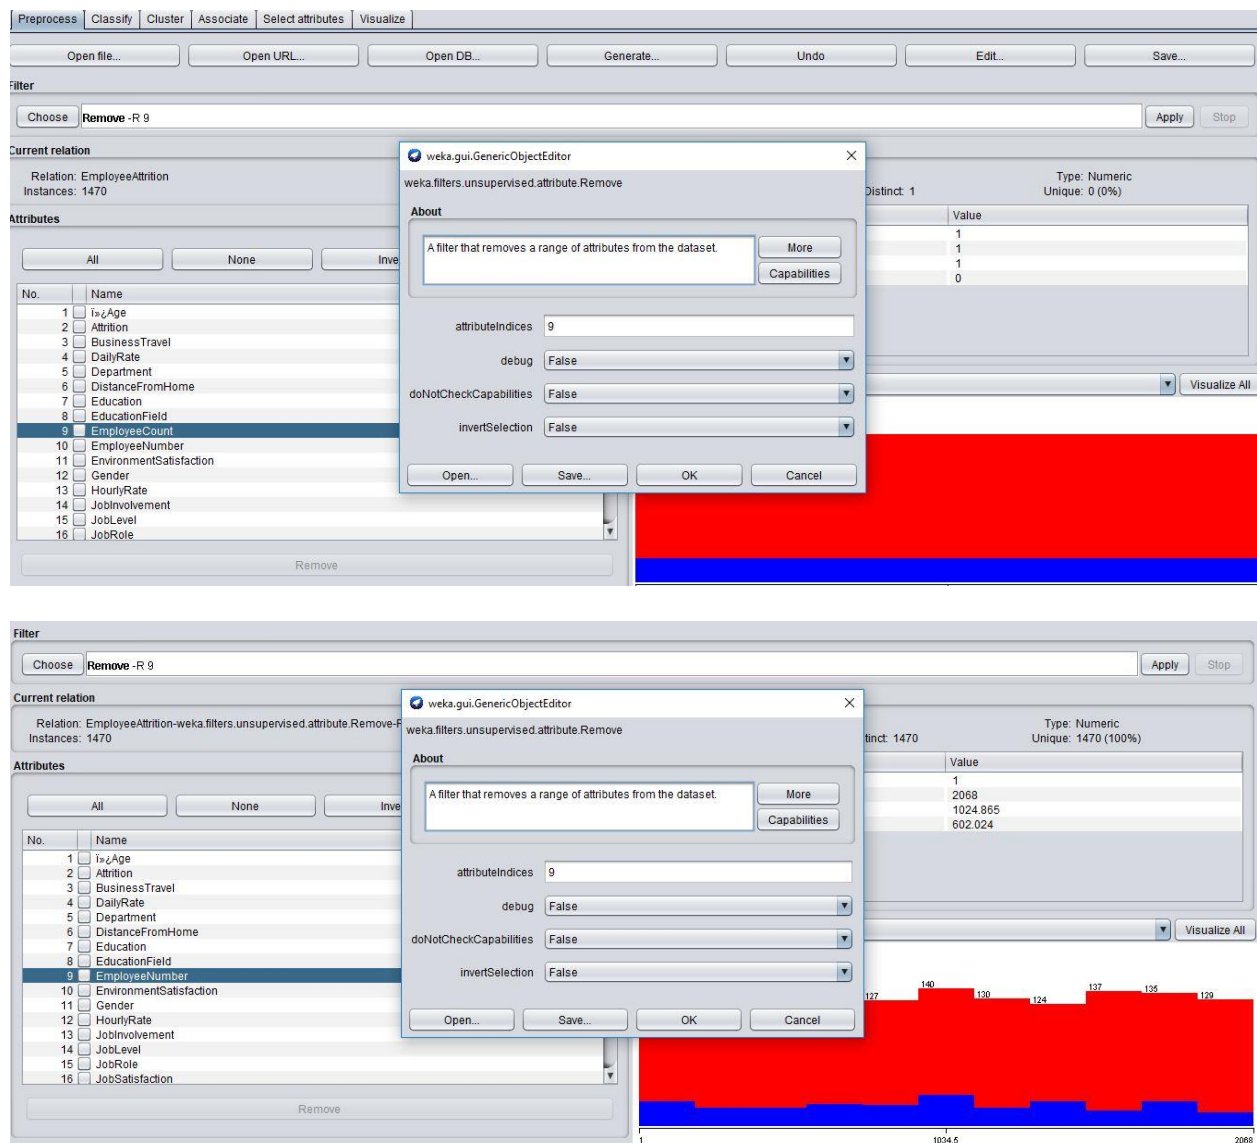 Preprocess Classify Cluster Associate Select attributes Visualize
Open file... Open URL... Open DB... Generate... Undo Edit... Save...
Filter
Choose Remove -R 9 Apply Stop
Current relation
Relation: EmployeeAttrition
Instances: 1470
Attributes
All None Inve
No. Name
1 ï»¿Age
2 Attrition
3 BusinessTravel
4 DailyRate
5 Department
6 DistanceFromHome
7 Education
8 EducationField
9 EmployeeCount
10 EmployeeNumber
11 EnvironmentSatisfaction
12 Gender
13 HourlyRate
14 JobInvolvement
15 JobLevel
16 JobRole
Remove
weka.gui.GenericObjectEditor
weka.filters.unsupervised.attribute.Remove
About
A filter that removes a range of attributes from the dataset.
More
Capabilities
attributeIndices 9
debug False
doNotCheckCapabilities False
invertSelection False
Open... Save... OK Cancel
Type: Numeric
Distinct: 1 Unique: 0 (0%)
Value
1
1
1
0
Visualize All
Filter
Choose Remove -R 9 Apply Stop
Current relation
Relation: EmployeeAttrition-weka.filters.unsupervised.attribute.Remove-R
Instances: 1470
Attributes
All None Inve
No. Name
1 ï»¿Age
2 Attrition
3 BusinessTravel
4 DailyRate
5 Department
6 DistanceFromHome
7 Education
8 EducationField
9 EmployeeNumber
10 EnvironmentSatisfaction
11 Gender
12 HourlyRate
13 JobInvolvement
14 JobLevel
15 JobRole
16 JobSatisfaction
Remove
weka.gui.GenericObjectEditor
weka.filters.unsupervised.attribute.Remove
About
A filter that removes a range of attributes from the dataset.
More
Capabilities
attributeIndices 9
debug False
doNotCheckCapabilities False
invertSelection False
Open... Save... OK Cancel
Type: Numeric
tinct: 1470 Unique: 1470 (100%)
Value
1
2068
1024.865
602.024
Visualize All
127 140 130 124 137 135 129
1 1034.5 2068